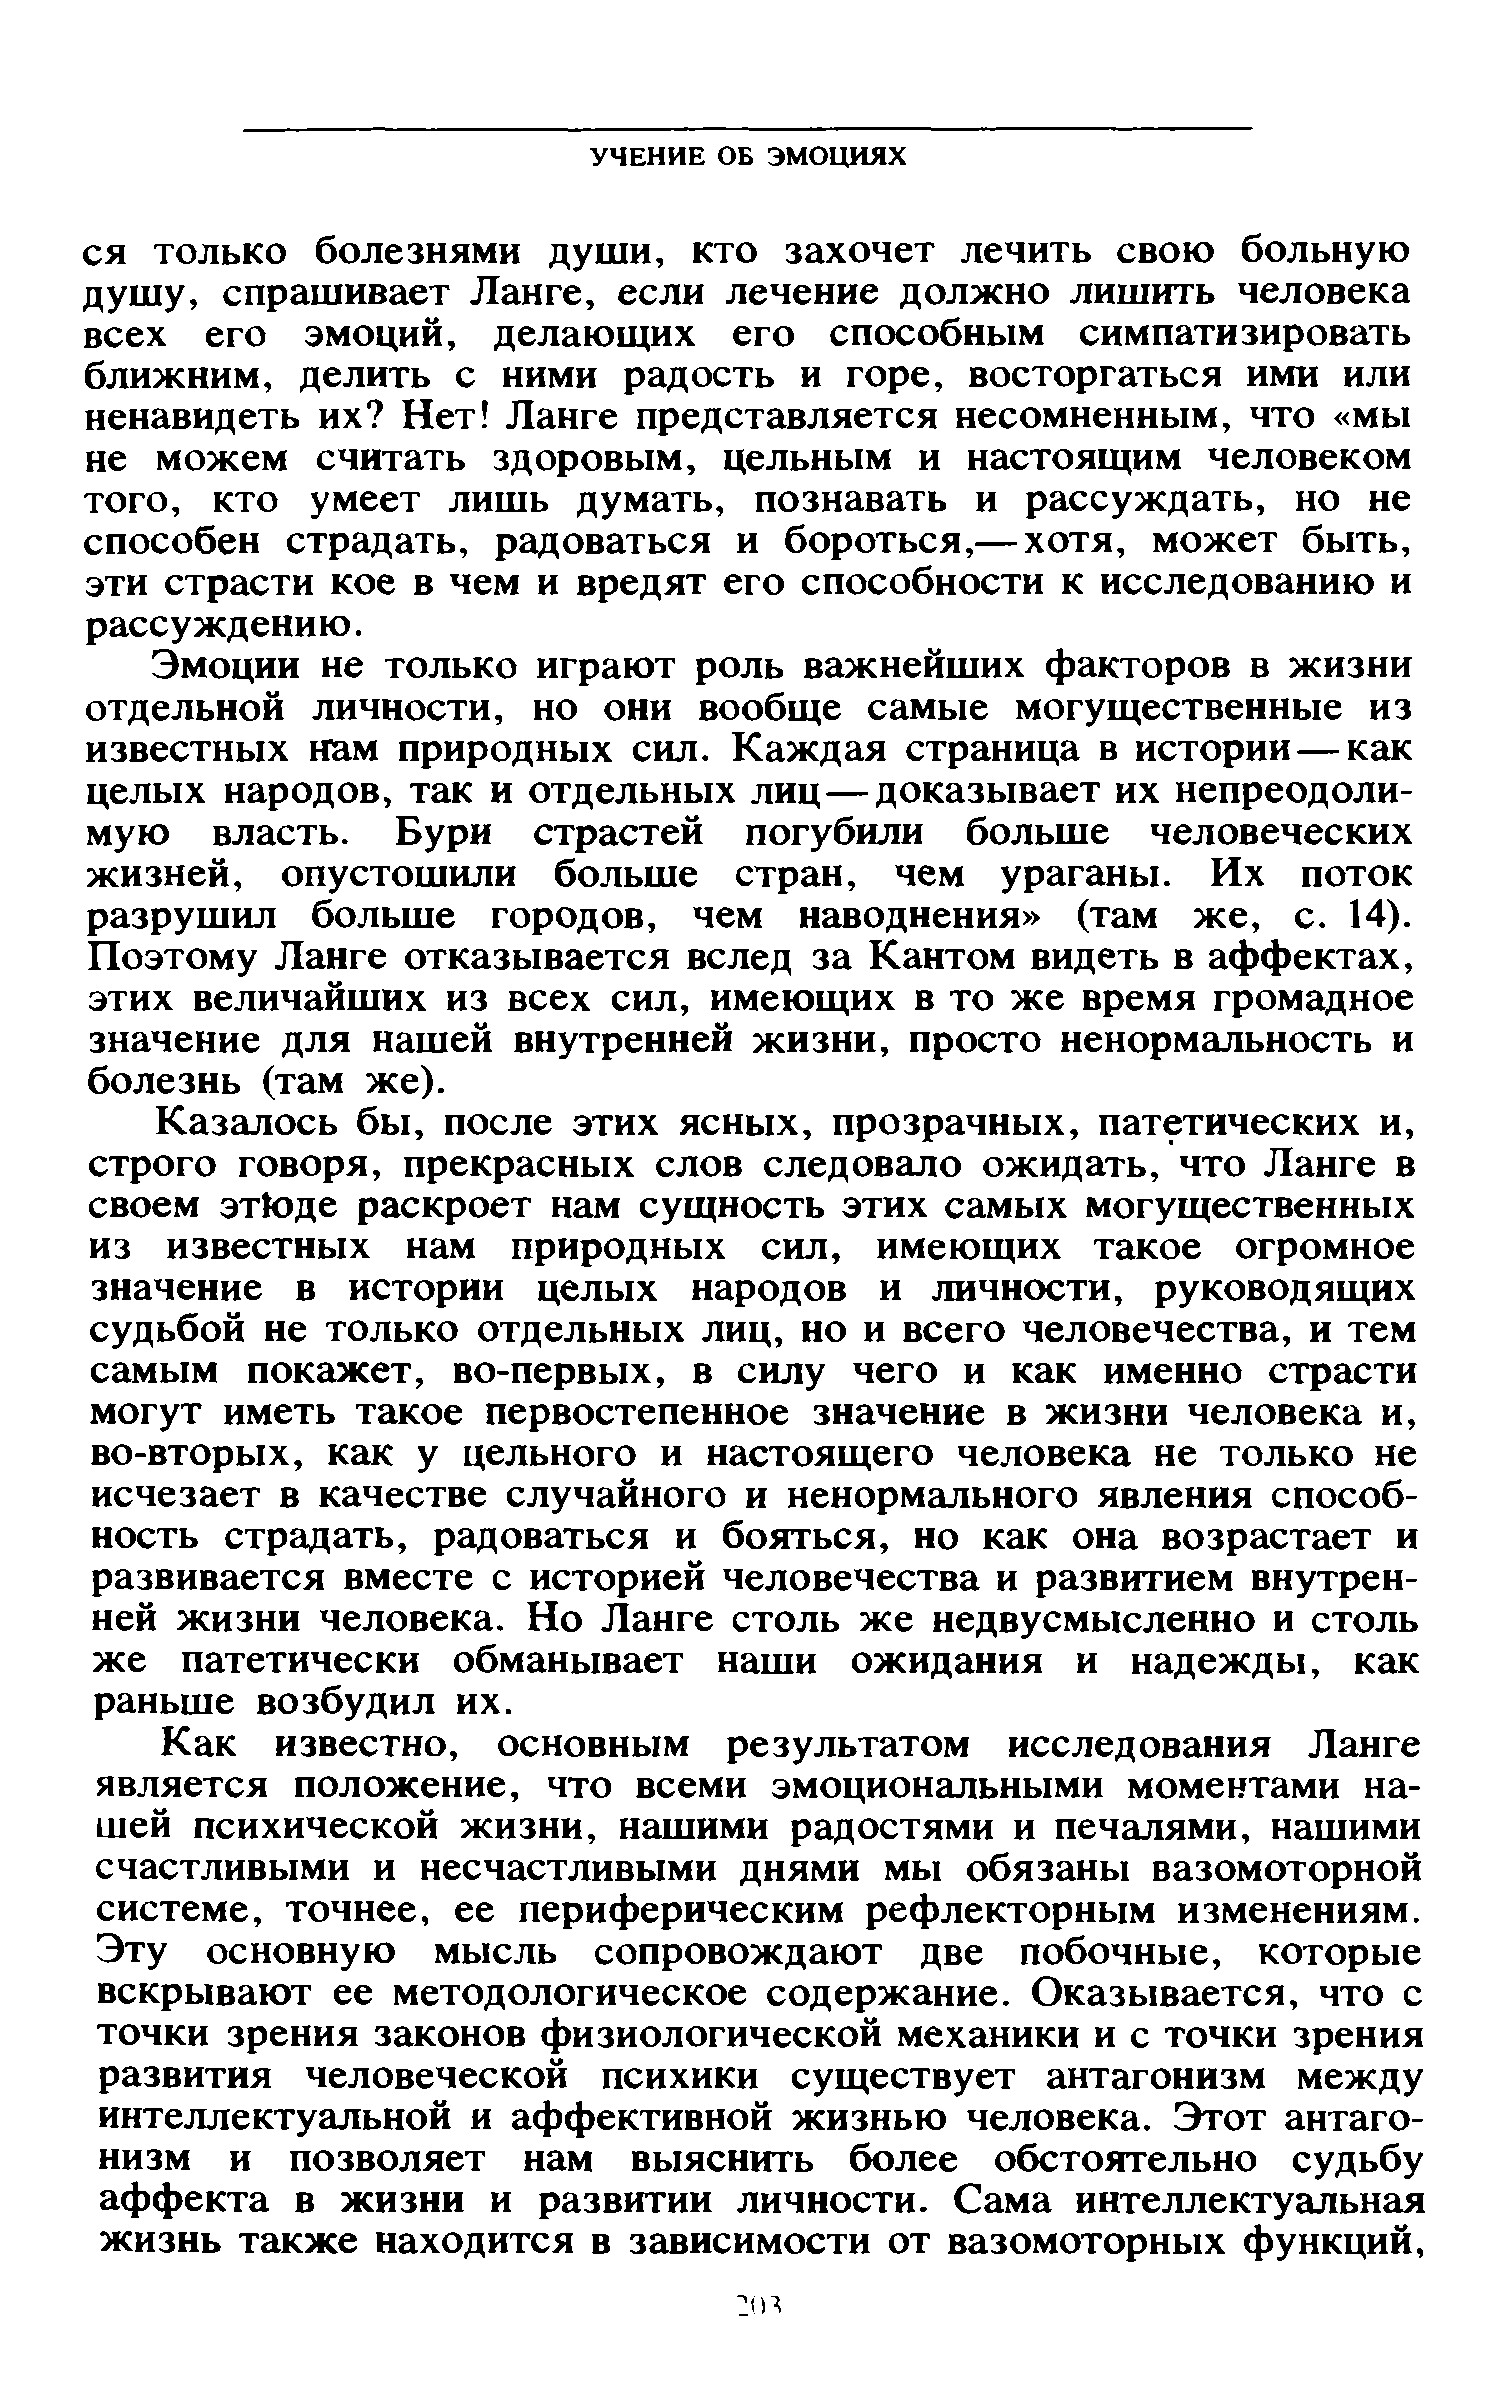 УЧЕНИЕ ОБ ЭМОЦИЯХ
ся только болезнями души, кто захочет лечить свою больную
душу, спрашивает Ланге, если лечение должно лишить человека
всех его эмоций, делающих его способным симпатизировать
ближним, делить с ними радость и горе, восторгаться ими или
ненавидеть их? Нет! Ланге представляется несомненным, что «мы
не можем считать здоровым, цельным и настоящим человеком
того, кто умеет лишь думать, познавать и рассуждать, но не
способен страдать, радоваться и бороться,— хотя, может быть,
эти страсти кое в чем и вредят его способности к исследованию и
рассуждению.
Эмоции не только играют роль важнейших факторов в жизни
отдельной личности, но они вообще самые могущественные из
известных нам природных сил. Каждая страница в истории — как
целых народов, так и отдельных лиц — доказывает их непреодоли-
мую власть. Бури страстей погубили больше человеческих
жизней, опустошили больше стран, чем ураганы. Их поток
разрушил больше городов, чем наводнения» (там же, с. 14).
Поэтому Ланге отказывается вслед за Кантом видеть в аффектах,
этих величайших из всех сил, имеющих в то же время громадное
значение для нашей внутренней жизни, просто ненормальность и
болезнь (там же).
Казалось бы, после этих ясных, прозрачных, патетических и,
строго говоря, прекрасных слов следовало ожидать, что Ланге в
своем этюде раскроет нам сущность этих самых могущественных
из известных нам природных сил, имеющих такое огромное
значение в истории целых народов и личности, руководящих
судьбой не только отдельных лиц, но и всего человечества, и тем
самым покажет, во-первых, в силу чего и как именно страсти
могут иметь такое первостепенное значение в жизни человека и,
во-вторых, как у цельного и настоящего человека не только не
исчезает в качестве случайного и ненормального явления способ-
ность страдать, радоваться и бояться, но как она возрастает и
развивается вместе с историей человечества и развитием внутрен-
ней жизни человека. Но Ланге столь же недвусмысленно и столь
же патетически обманывает наши ожидания и надежды, как
раньше возбудил их.
Как известно, основным результатом исследования Ланге
является положение, что всеми эмоциональными моментами на-
шей психической жизни, нашими радостями и печалями, нашими
счастливыми и несчастливыми днями мы обязаны вазомоторной
системе, точнее, ее периферическим рефлекторным изменениям.
Эту основную мысль сопровождают две побочные, которые
вскрывают ее методологическое содержание. Оказывается, что с
точки зрения законов физиологической механики и с точки зрения
развития человеческой психики существует антагонизм между
интеллектуальной и аффективной жизнью человека. Этот антаго-
низм и позволяет нам выяснить более обстоятельно судьбу
аффекта в жизни и развитии личности. Сама интеллектуальная
жизнь также находится в зависимости от вазомоторных функций,
203